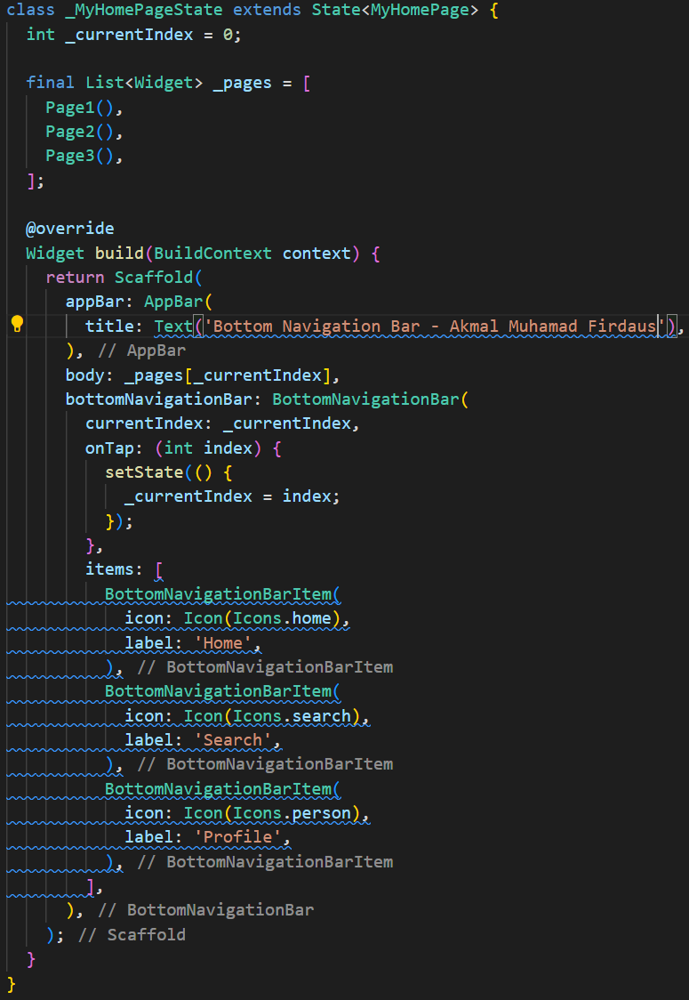 class _MyHomePageState extends State<MyHomePage> {
  int _currentIndex = 0;

  final List<Widget> _pages = [
    Page1(),
    Page2(),
    Page3(),
  ];

  @override
  Widget build(BuildContext context) {
    return Scaffold(
      appBar: AppBar(
        title: Text('Bottom Navigation Bar - Akmal Muhamad Firdaus'),
      ), // AppBar
      body: _pages[_currentIndex],
      bottomNavigationBar: BottomNavigationBar(
        currentIndex: _currentIndex,
        onTap: (int index) {
          setState(() {
            _currentIndex = index;
          });
        },
        items: [
          BottomNavigationBarItem(
            icon: Icon(Icons.home),
            label: 'Home',
          ), // BottomNavigationBarItem
          BottomNavigationBarItem(
            icon: Icon(Icons.search),
            label: 'Search',
          ), // BottomNavigationBarItem
          BottomNavigationBarItem(
            icon: Icon(Icons.person),
            label: 'Profile',
          ), // BottomNavigationBarItem
        ],
      ), // BottomNavigationBar
    ); // Scaffold
  }
}